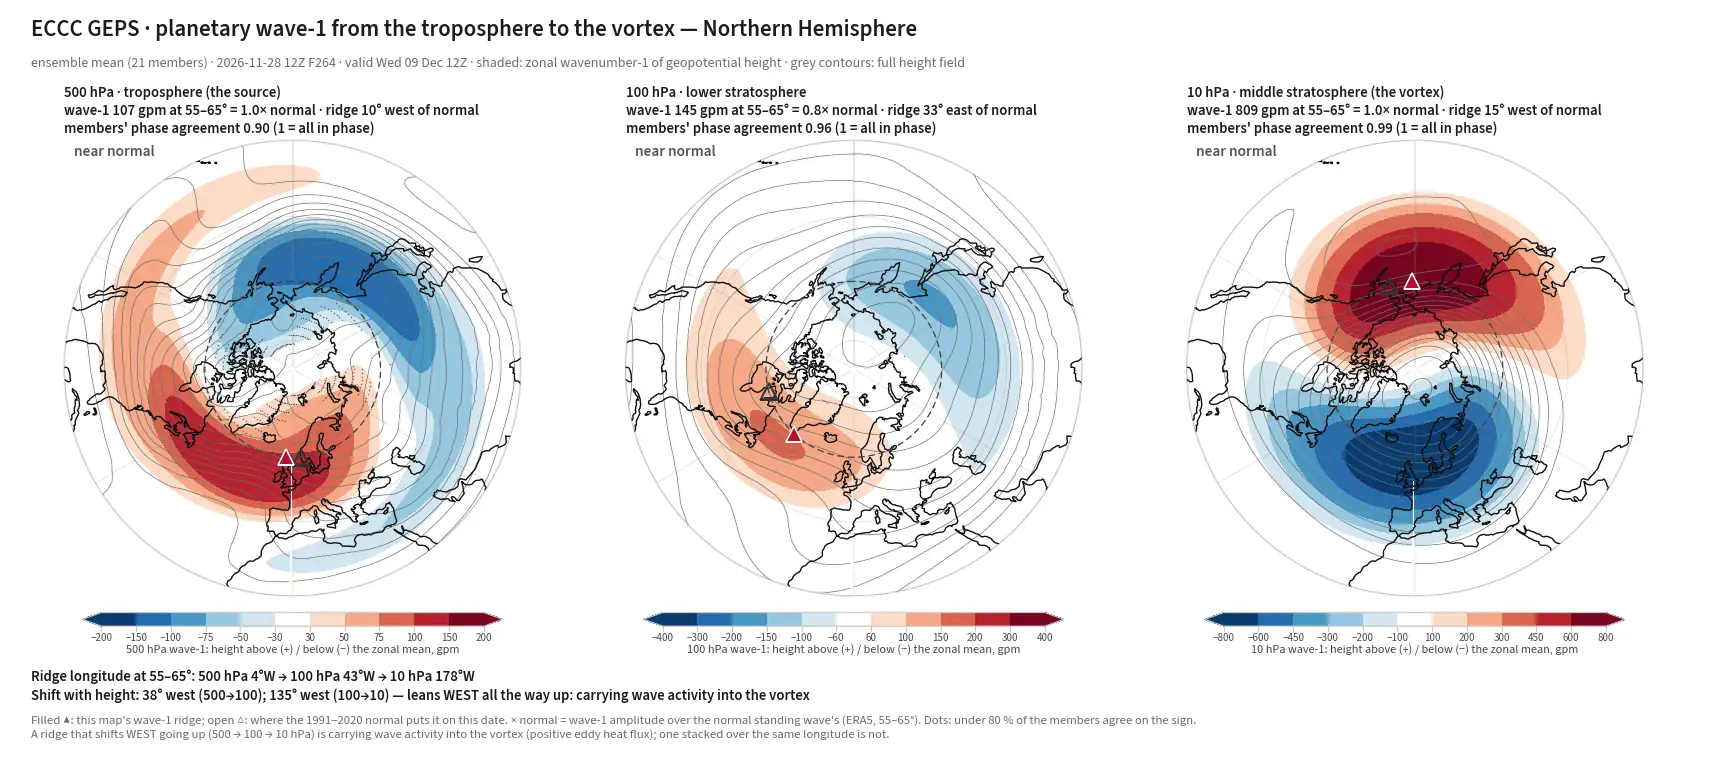 ECCC GEPS · planetary wave-1 from the troposphere to the vortex — Northern Hemisphere
ensemble mean (21 members) · 2026-11-28 12Z F264 · valid Wed 09 Dec 12Z · shaded: zonal wavenumber-1 of geopotential height · grey contours: full height field
500 hPa · troposphere (the source)
wave-1 107 gpm at 55–65° = 1.0× normal · ridge 10° west of normal
members' phase agreement 0.90 (1 = all in phase)
near normal
100 hPa · lower stratosphere
wave-1 145 gpm at 55–65° = 0.8× normal · ridge 33° east of normal
members' phase agreement 0.96 (1 = all in phase)
near normal
10 hPa · middle stratosphere (the vortex)
wave-1 809 gpm at 55–65° = 1.0× normal · ridge 15° west of normal
members' phase agreement 0.99 (1 = all in phase)
near normal
−200 −150 −100 −75 −50 −30 30 50 75 100 150 200
500 hPa wave-1: height above (+) / below (−) the zonal mean, gpm
−400 −300 −200 −150 −100 −60 60 100 150 200 300 400
100 hPa wave-1: height above (+) / below (−) the zonal mean, gpm
−800 −600 −450 −300 −200 −100 100 200 300 450 600 800
10 hPa wave-1: height above (+) / below (−) the zonal mean, gpm
Ridge longitude at 55–65°: 500 hPa 4°W → 100 hPa 43°W → 10 hPa 178°W
Shift with height: 38° west (500→100); 135° west (100→10) — leans WEST all the way up: carrying wave activity into the vortex
Filled ▲: this map's wave-1 ridge; open △: where the 1991–2020 normal puts it on this date. × normal = wave-1 amplitude over the normal standing wave's (ERA5, 55–65°). Dots: under 80 % of the members agree on the sign.
A ridge that shifts WEST going up (500 → 100 → 10 hPa) is carrying wave activity into the vortex (positive eddy heat flux); one stacked over the same longitude is not.